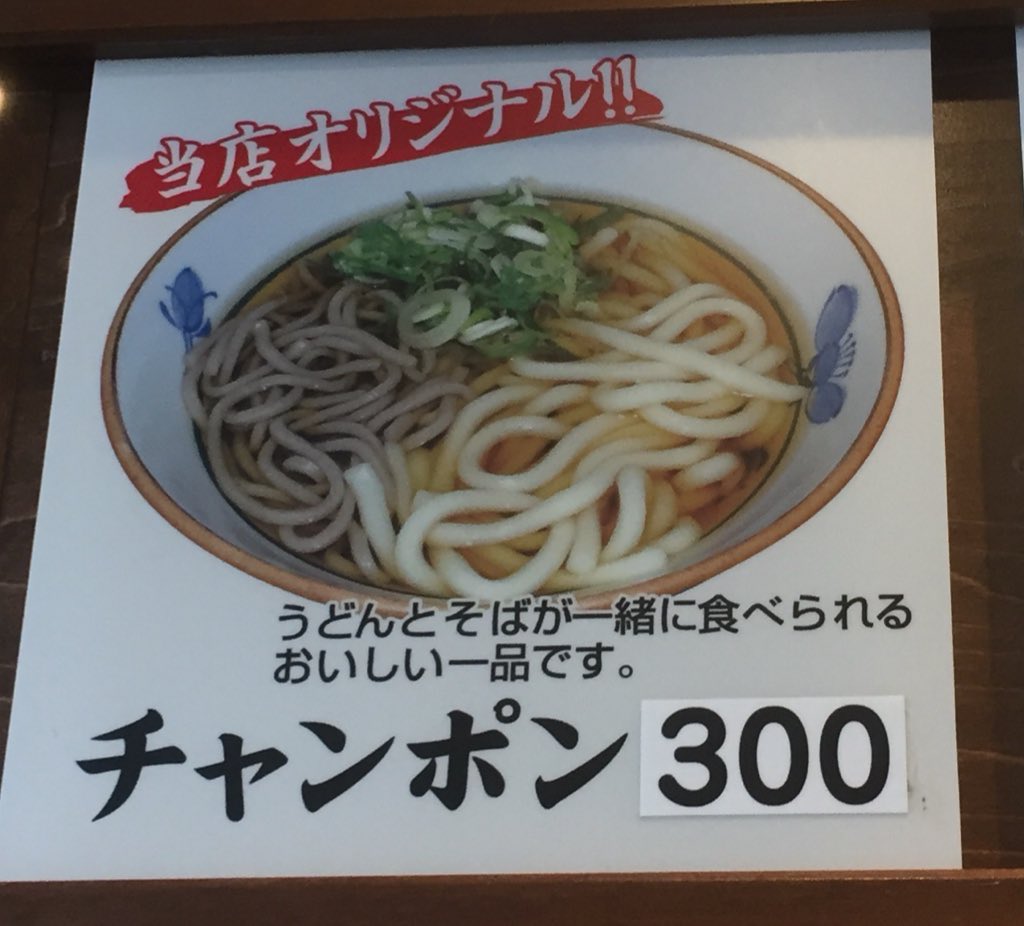 当店オリジナル!!
うどんとそばが一緒に食べられる
おいしい一品です。
チャンポン 300